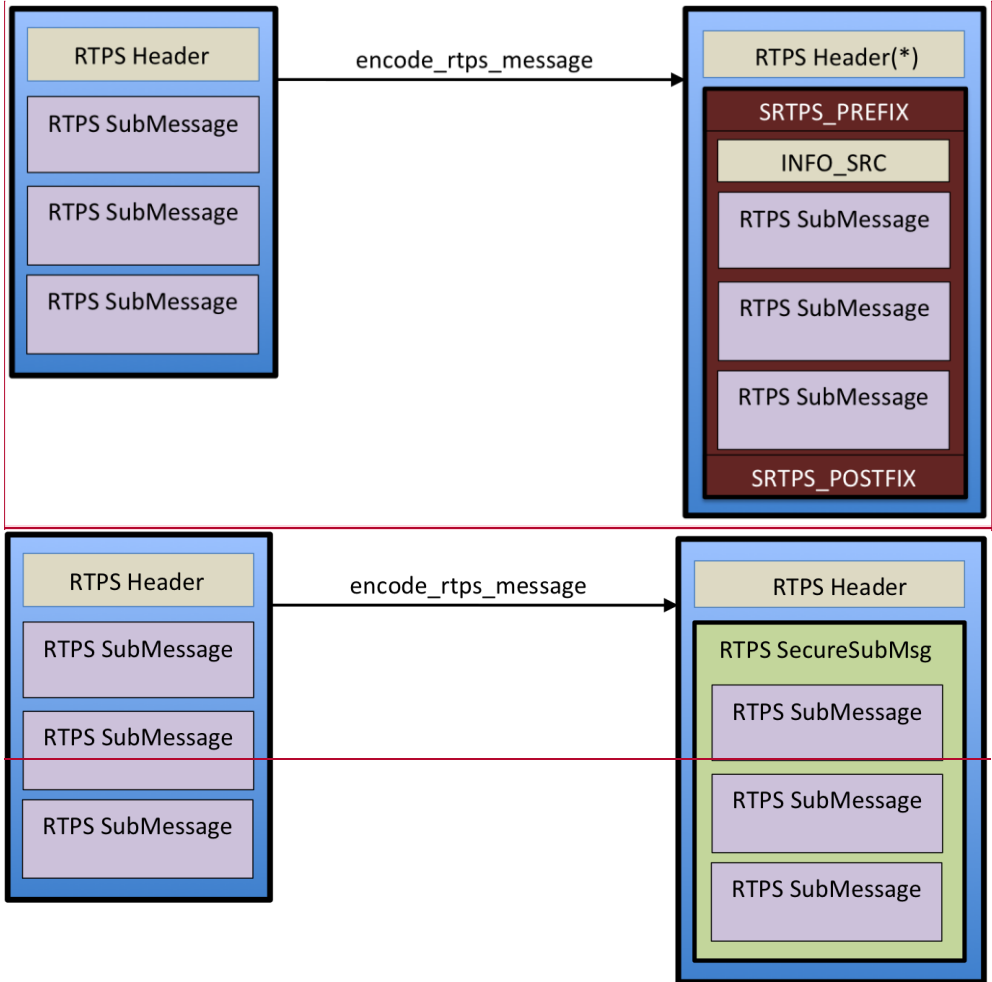 RTPS Header
encode_rtps_message
RTPS Header(*)
RTPS SubMessage
SRTPS_PREFIX
INFO_SRC
RTPS SubMessage
RTPS SubMessage
RTPS SubMessage
RTPS SubMessage
RTPS SubMessage
SRTPS_POSTFIX
RTPS Header
encode_rtps_message
RTPS Header
RTPS SubMessage
RTPS SecureSubMsg
RTPS SubMessage
RTPS SubMessage
RTPS SubMessage
RTPS SubMessage
RTPS SubMessage